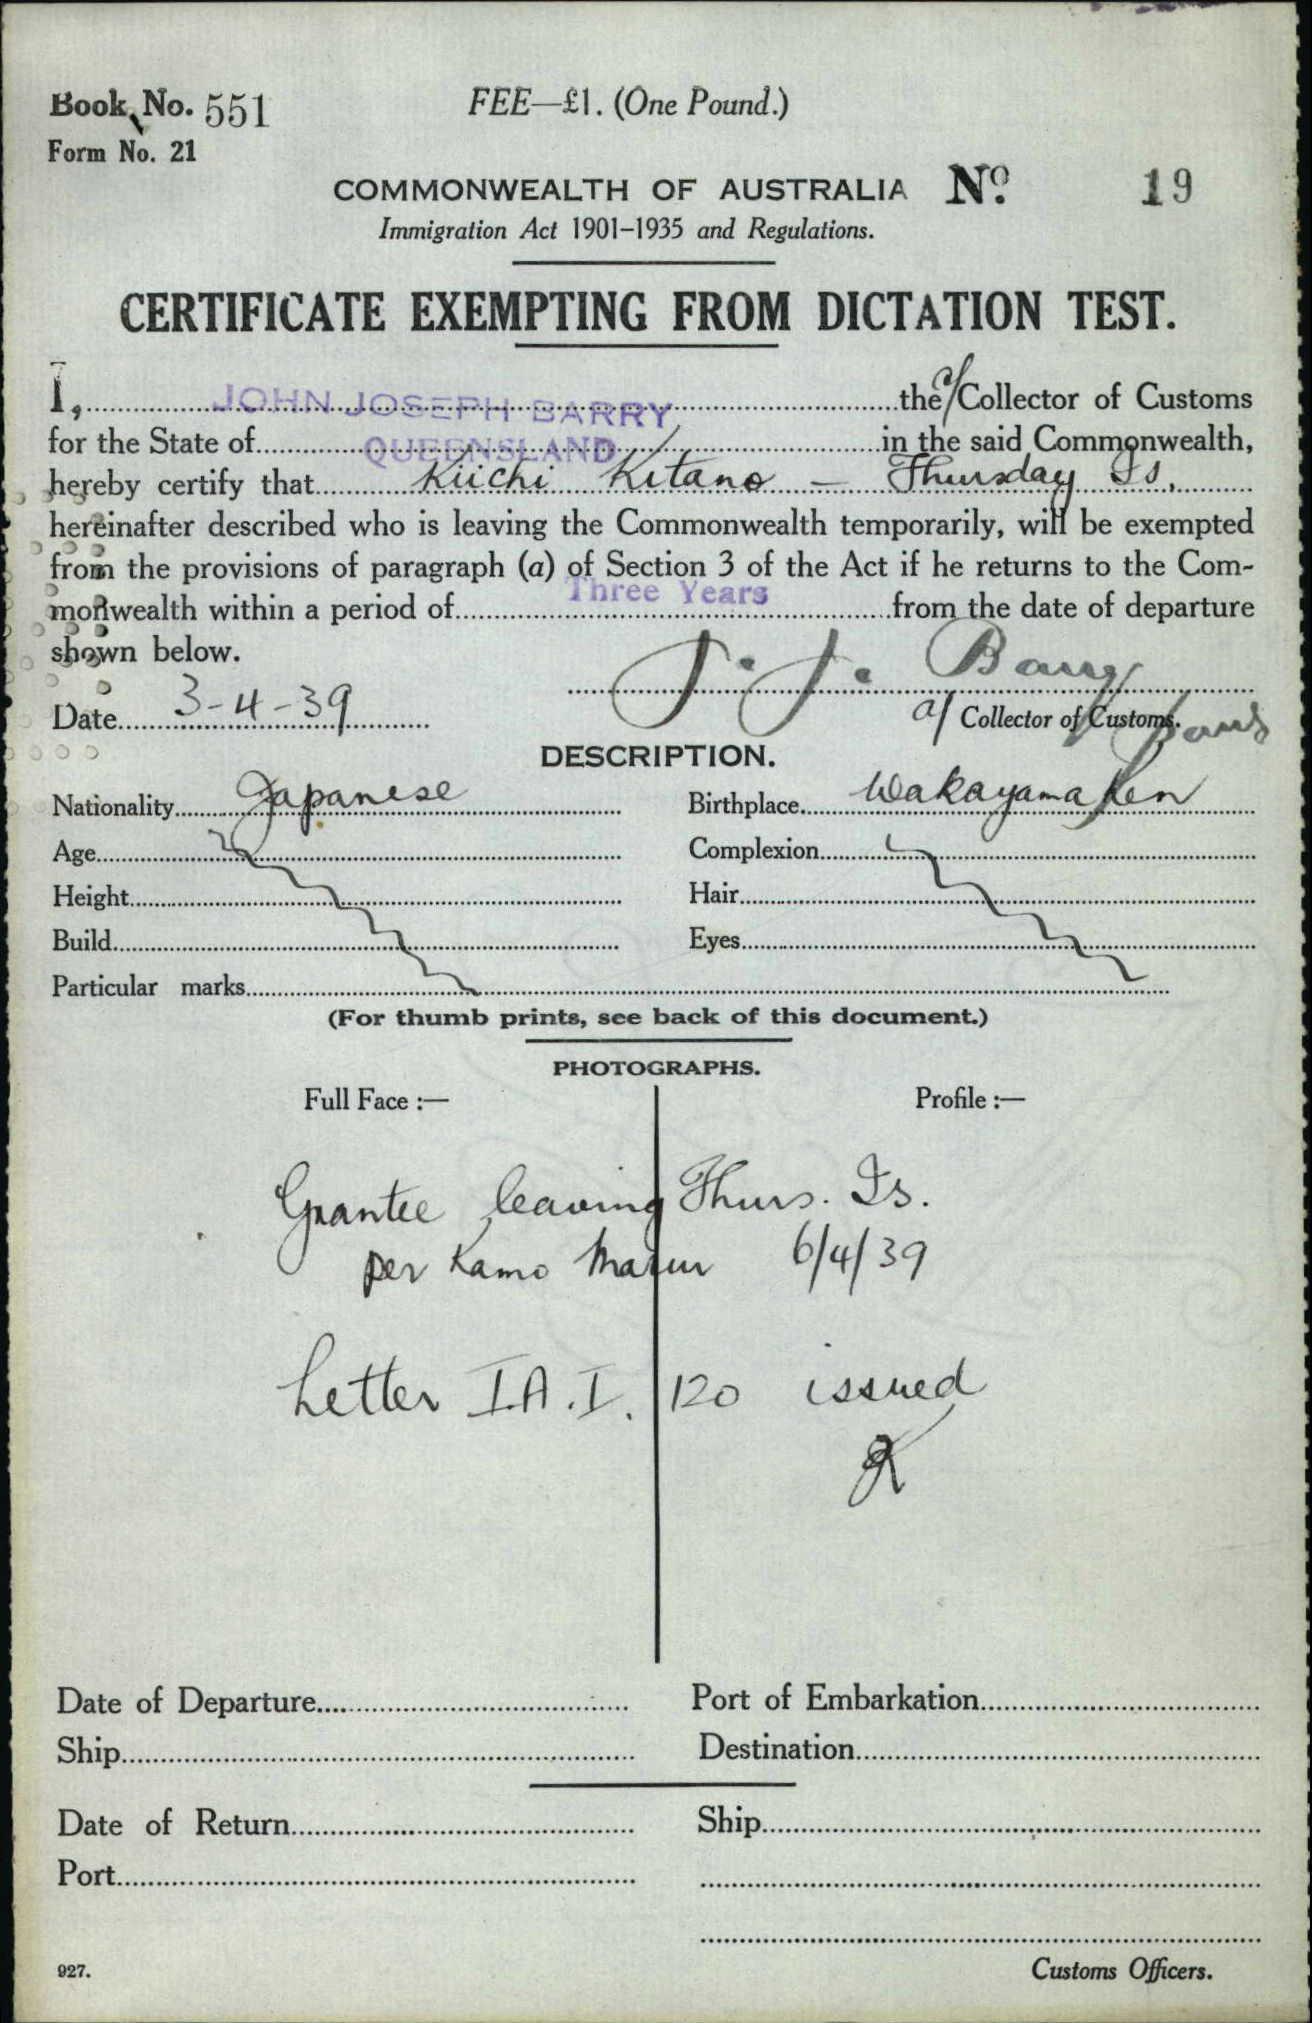 Book No. 551
FEE—£1. (One Pound.)
Form No. 21
COMMONWEALTH OF AUSTRALIA No. 19
Immigration Act 1901–1935 and Regulations.
CERTIFICATE EXEMPTING FROM DICTATION TEST.
I, JOHN JOSEPH BARRY the a/ Collector of Customs
for the State of QUEENSLAND in the said Commonwealth,
hereby certify that Kiichi Kitano — Thursday Is.
hereinafter described who is leaving the Commonwealth temporarily, will be exempted
from the provisions of paragraph (a) of Section 3 of the Act if he returns to the Com-
monwealth within a period of Three Years from the date of departure
shown below.
J. J. Barry
Date 3-4-39
a/ Collector of Customs.
DESCRIPTION.
Nationality Japanese Birthplace Wakayama Ken
Age Complexion
Height Hair
Build Eyes
Particular marks
(For thumb prints, see back of this document.)
PHOTOGRAPHS.
Full Face :— Profile :—
Grantee leaving Thurs. Is.
per Kamo Maru 6/4/39
Letter I.A.I. 120 issued
Date of Departure Port of Embarkation
Ship Destination
Date of Return Ship
Port
927.
Customs Officers.